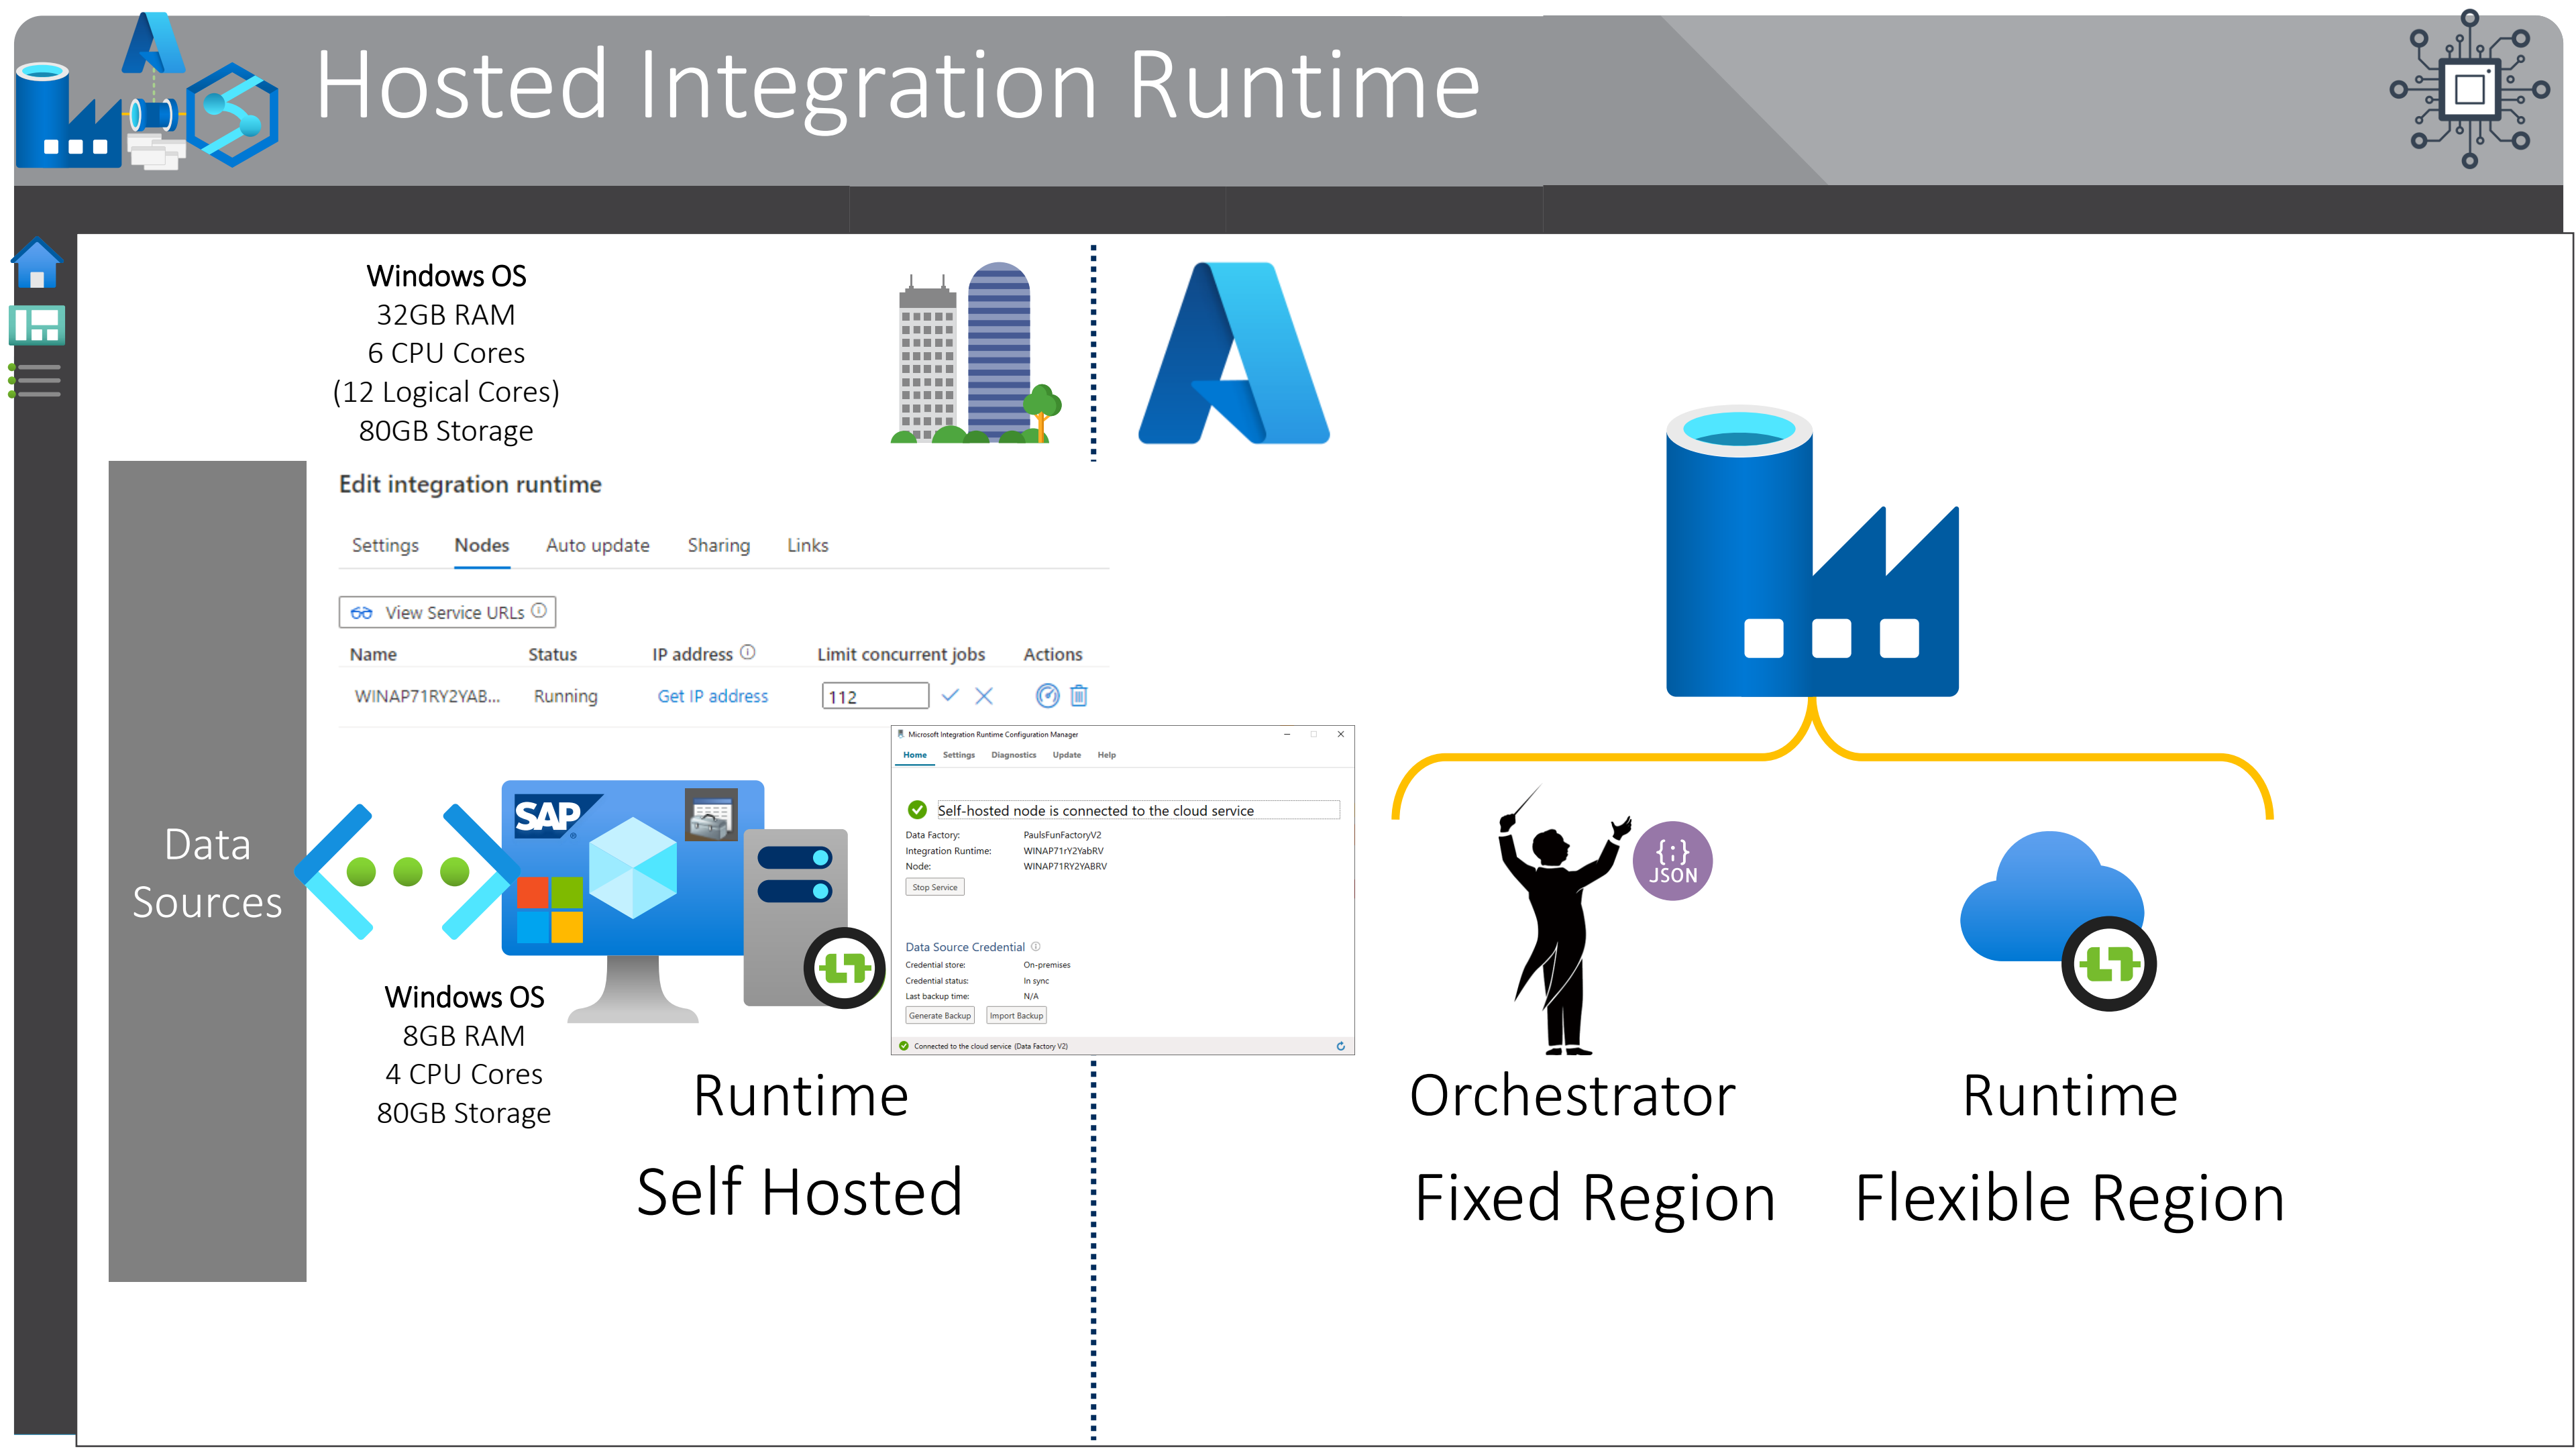 Hosted Integration Runtime
Windows OS
32GB RAM
6 CPU Cores
(12 Logical Cores)
80GB Storage
Edit integration runtime
Settings Nodes Auto update Sharing Links
View Service URLs
Name Status IP address Limit concurrent jobs Actions
WINAP71RY2YAB... Running Get IP address 112
Microsoft Integration Runtime Configuration Manager
Home Settings Diagnostics Update Help
Self-hosted node is connected to the cloud service
Data Factory: PaulsFunFactoryV2
Integration Runtime: WINAP71rY2YabRV
Node: WINAP71RY2YABRV
Stop Service
Data Source Credential
Credential store: On-premises
Credential status: In sync
Last backup time: N/A
Generate Backup Import Backup
Connected to the cloud service (Data Factory V2)
Data
Sources
SAP
®
Windows OS
8GB RAM
4 CPU Cores
80GB Storage
Runtime
Self Hosted
{;}
JSON
Orchestrator
Fixed Region
Runtime
Flexible Region